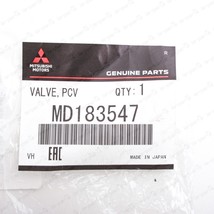 MITSUBISHI
MOTORS
GENUINE PARTS
VALVE, PCV QTY: 1
MD183547
VH EAC MADE IN JAPAN